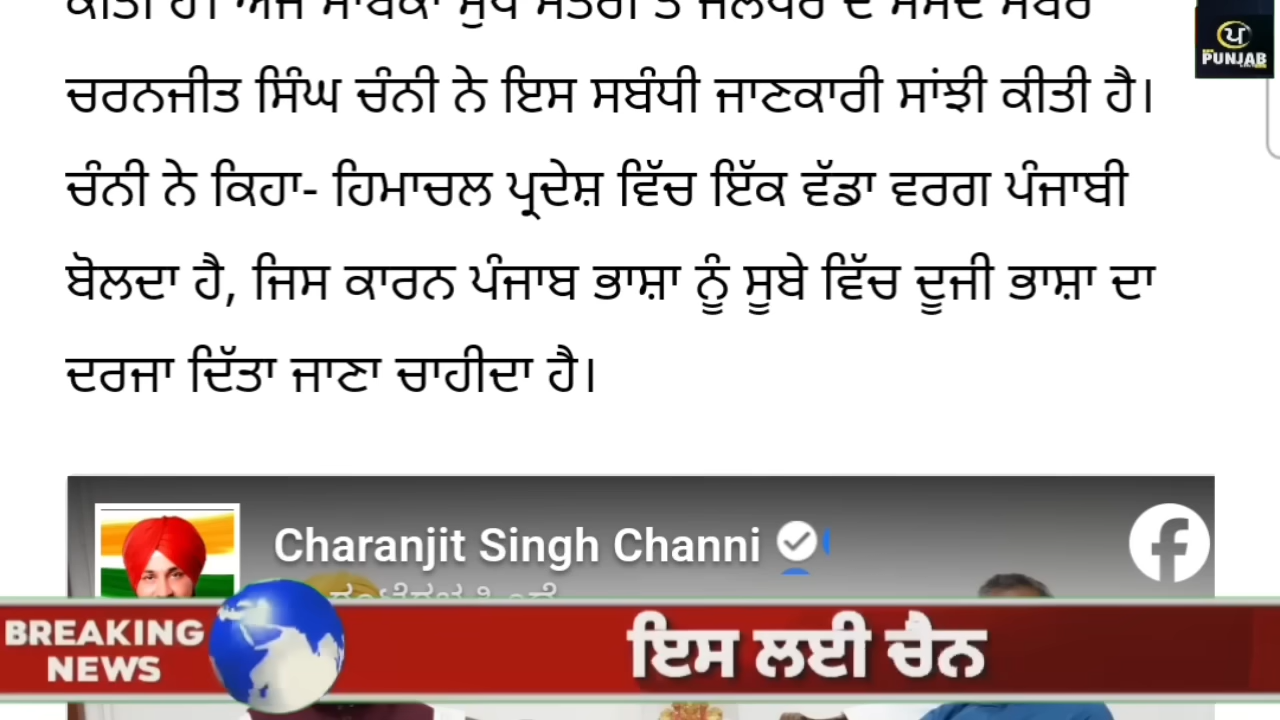 ਚਰਨਜੀਤ ਸਿੰਘ ਚੰਨੀ ਨੇ ਇਸ ਸਬੰਧੀ ਜਾਣਕਾਰੀ ਸਾਂਝੀ ਕੀਤੀ ਹੈ।
ਚੰਨੀ ਨੇ ਕਿਹਾ- ਹਿਮਾਚਲ ਪ੍ਰਦੇਸ਼ ਵਿੱਚ ਇੱਕ ਵੱਡਾ ਵਰਗ ਪੰਜਾਬੀ
ਬੋਲਦਾ ਹੈ, ਜਿਸ ਕਾਰਨ ਪੰਜਾਬ ਭਾਸ਼ਾ ਨੂੰ ਸੂਬੇ ਵਿੱਚ ਦੂਜੀ ਭਾਸ਼ਾ ਦਾ
ਦਰਜਾ ਦਿੱਤਾ ਜਾਣਾ ਚਾਹੀਦਾ ਹੈ।
ਪ
PUNJAB
Charanjit Singh Channi
BREAKING
NEWS
ਇਸ ਲਈ ਚੈਨ